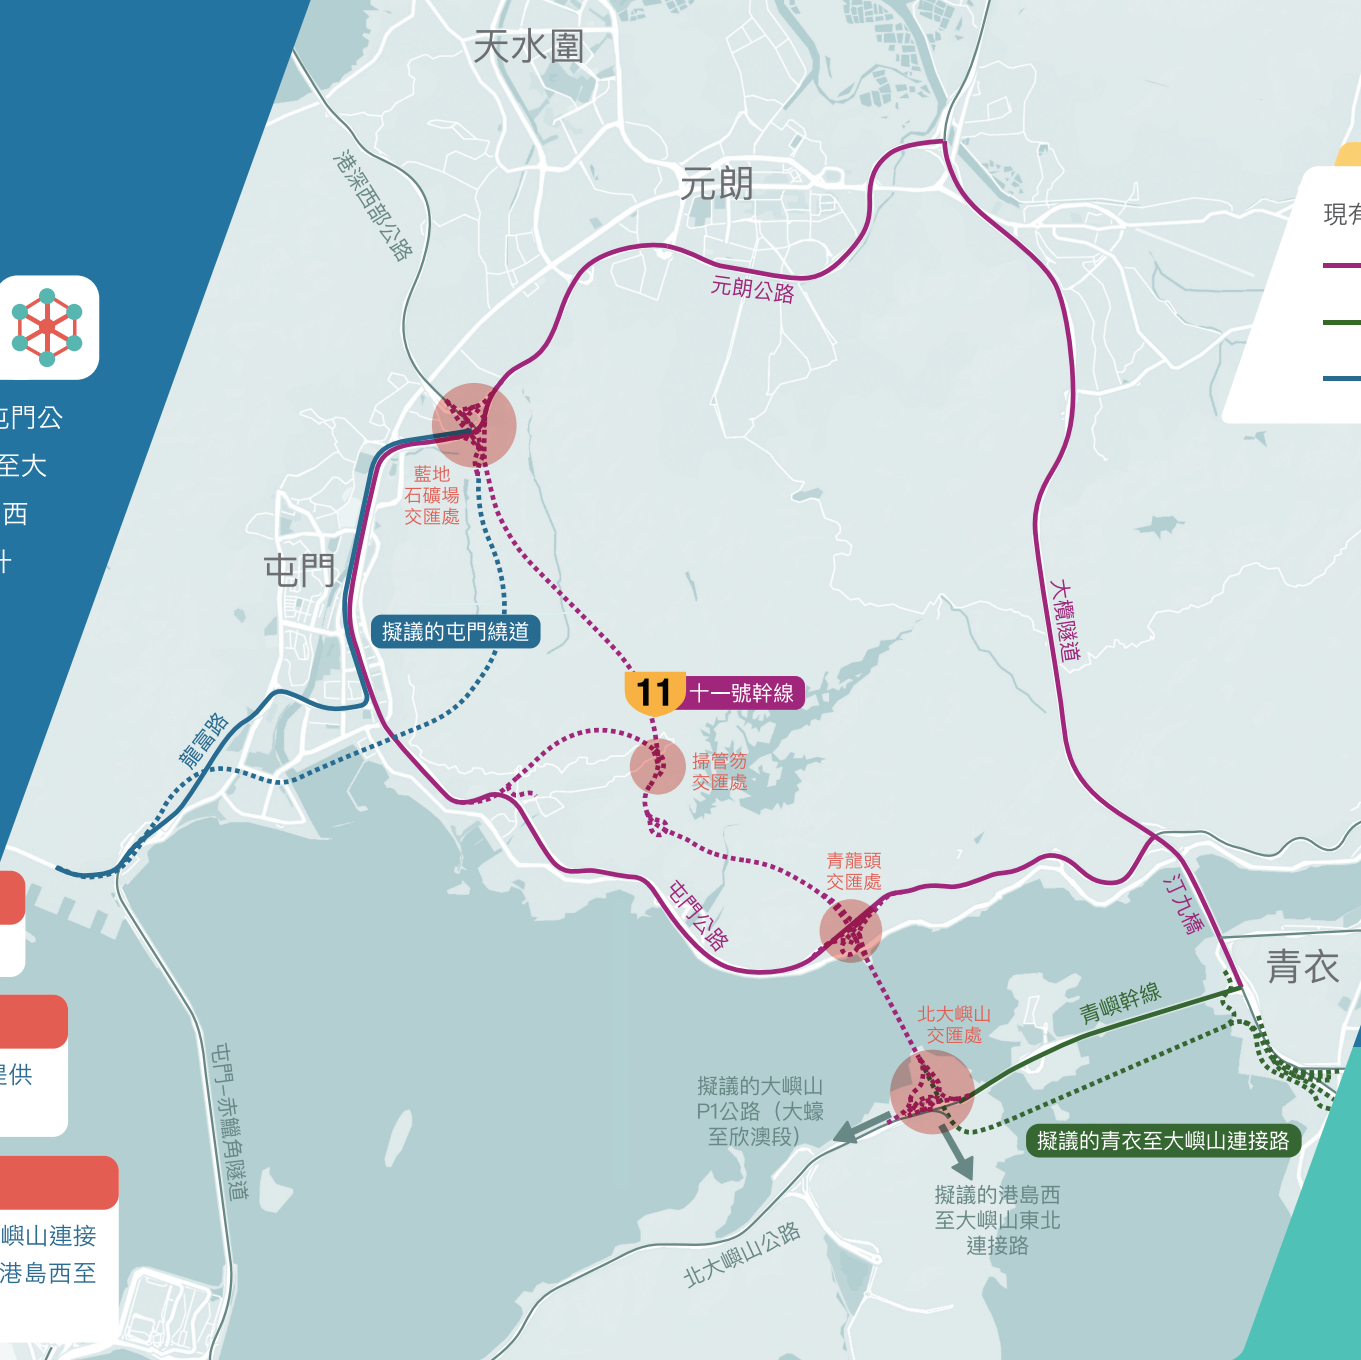 天水圍
港深西部公路
元朗
現有
元朗公路
屯門公
至大
西
計
藍地
石礦場
交匯處
屯門
擬議的屯門繞道
大欖隧道
11
十一號幹線
龍富路
掃管笏
交匯處
青龍頭
交匯處
屯門公路
汀九橋
青衣
北大嶼山
交匯處
青嶼幹線
屯門-赤鱲角隧道
提供
擬議的大嶼山
P1公路（大蠔
至欣澳段）
擬議的青衣至大嶼山連接路
擬議的港島西
至大嶼山東北
連接路
嶼山連接
港島西至
北大嶼山公路